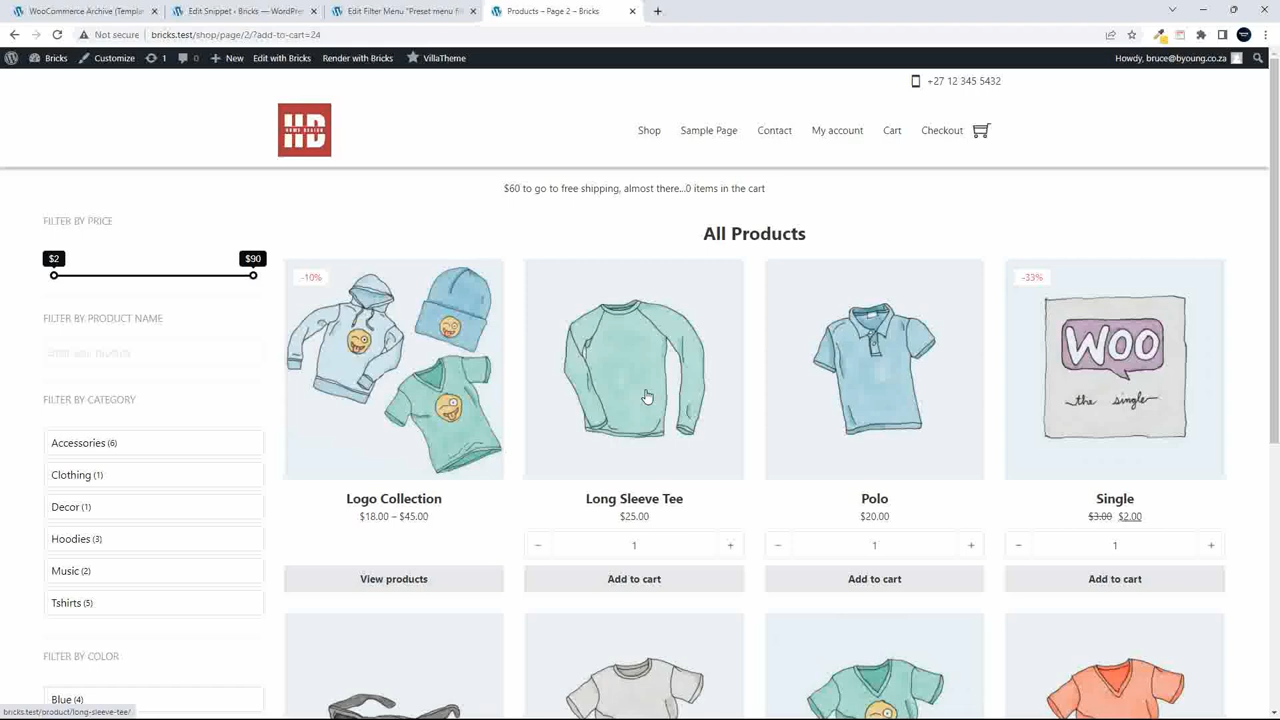 WooCommerce Archive (Templ
Edit Snippet ‹ Bricks — WordPre
Edit Filter Menu "Preset menu fil
Products – Page 2 – Bricks
Not secure
bricks.test/shop/page/2/?add-to-cart=24
Bricks
Customize
1
0
New
Edit with Bricks
Render with Bricks
VillaTheme
Howdy, bruce@byoung.co.za
+27 12 345 5432
HD
HOME DESIGN
Shop
Sample Page
Contact
My account
Cart
Checkout
$60 to go to free shipping, almost there...0 items in the cart
FILTER BY PRICE
$2
$90
FILTER BY PRODUCT NAME
FILTER BY CATEGORY
Accessories (6)
Clothing (1)
Decor (1)
Hoodies (3)
Music (2)
Tshirts (5)
FILTER BY COLOR
Blue (4)
All Products
-10%
-33%
WOO
the single
Logo Collection
Long Sleeve Tee
Polo
Single
$18.00 – $45.00
$25.00
$20.00
$3.00 $2.00
− 1 +
− 1 +
− 1 +
View products
Add to cart
Add to cart
Add to cart
bricks.test/product/long-sleeve-tee/